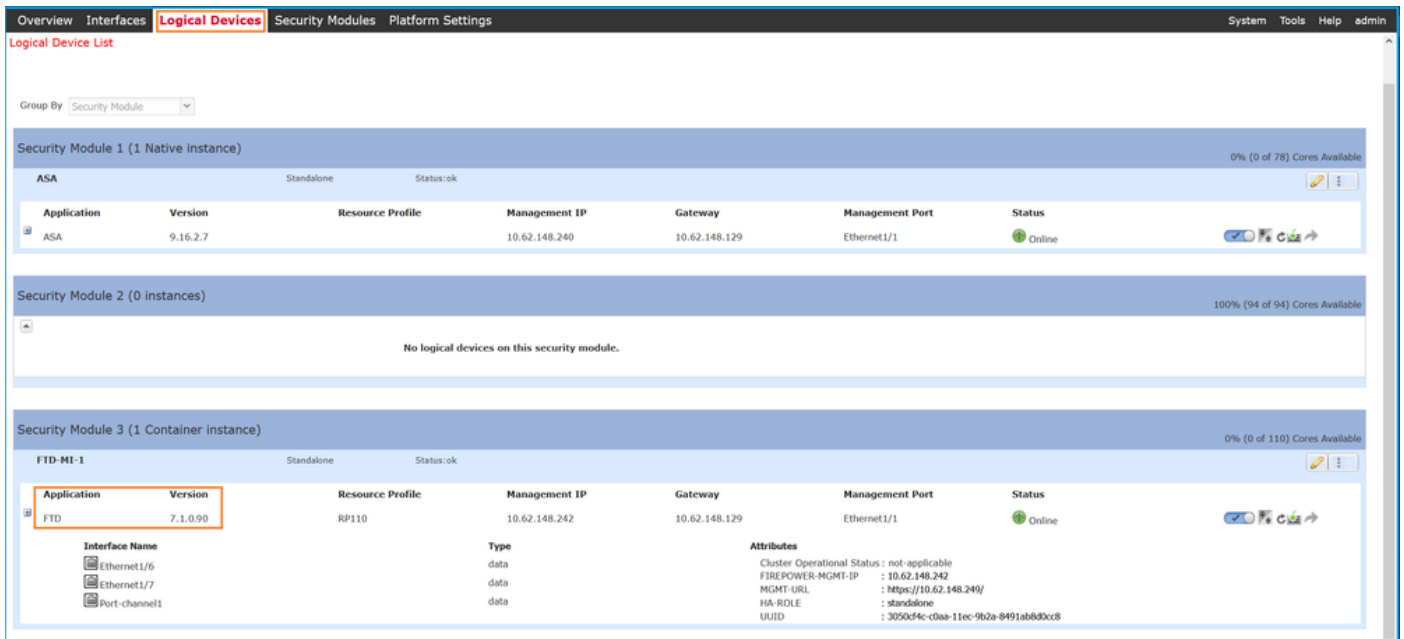 Overview Interfaces Logical Devices Security Modules Platform Settings System Tools Help admin
Logical Device List
Group By Security Module
Security Module 1 (1 Native instance) 0% (0 of 78) Cores Available
ASA Standalone Status:ok
Application Version Resource Profile Management IP Gateway Management Port Status
ASA 9.16.2.7 10.62.148.240 10.62.148.129 Ethernet1/1 Online
Security Module 2 (0 instances) 100% (94 of 94) Cores Available
No logical devices on this security module.
Security Module 3 (1 Container instance) 0% (0 of 110) Cores Available
FTD-MI-1 Standalone Status:ok
Application Version Resource Profile Management IP Gateway Management Port Status
FTD 7.1.0.90 RP110 10.62.148.242 10.62.148.129 Ethernet1/1 Online
Interface Name Type Attributes
Ethernet1/6 data Cluster Operational Status : not-applicable
FIREPOWER-MGMT-IP : 10.62.148.242
Ethernet1/7 data MGMT-URL : https://10.62.148.249/
Port-channel1 data HA-ROLE : standalone
UUID : 3050cf4c-c0aa-11ec-9b2a-8491ab8d0cc8